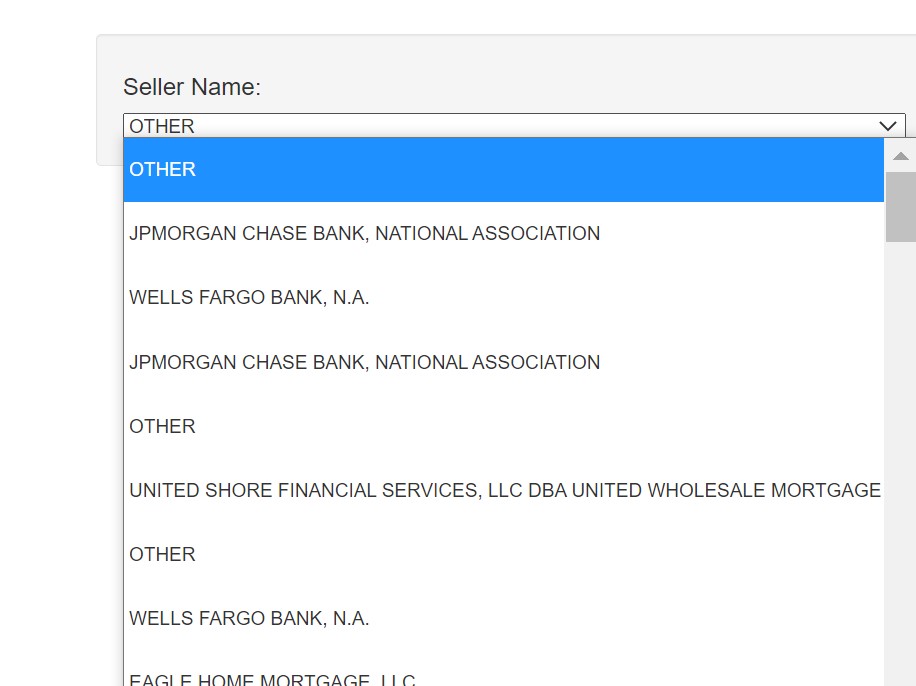 Seller Name:
OTHER
OTHER
JPMORGAN CHASE BANK, NATIONAL ASSOCIATION
WELLS FARGO BANK, N.A.
JPMORGAN CHASE BANK, NATIONAL ASSOCIATION
OTHER
UNITED SHORE FINANCIAL SERVICES, LLC DBA UNITED WHOLESALE MORTGAGE
OTHER
WELLS FARGO BANK, N.A.
EAGLE HOME MORTGAGE, LLC